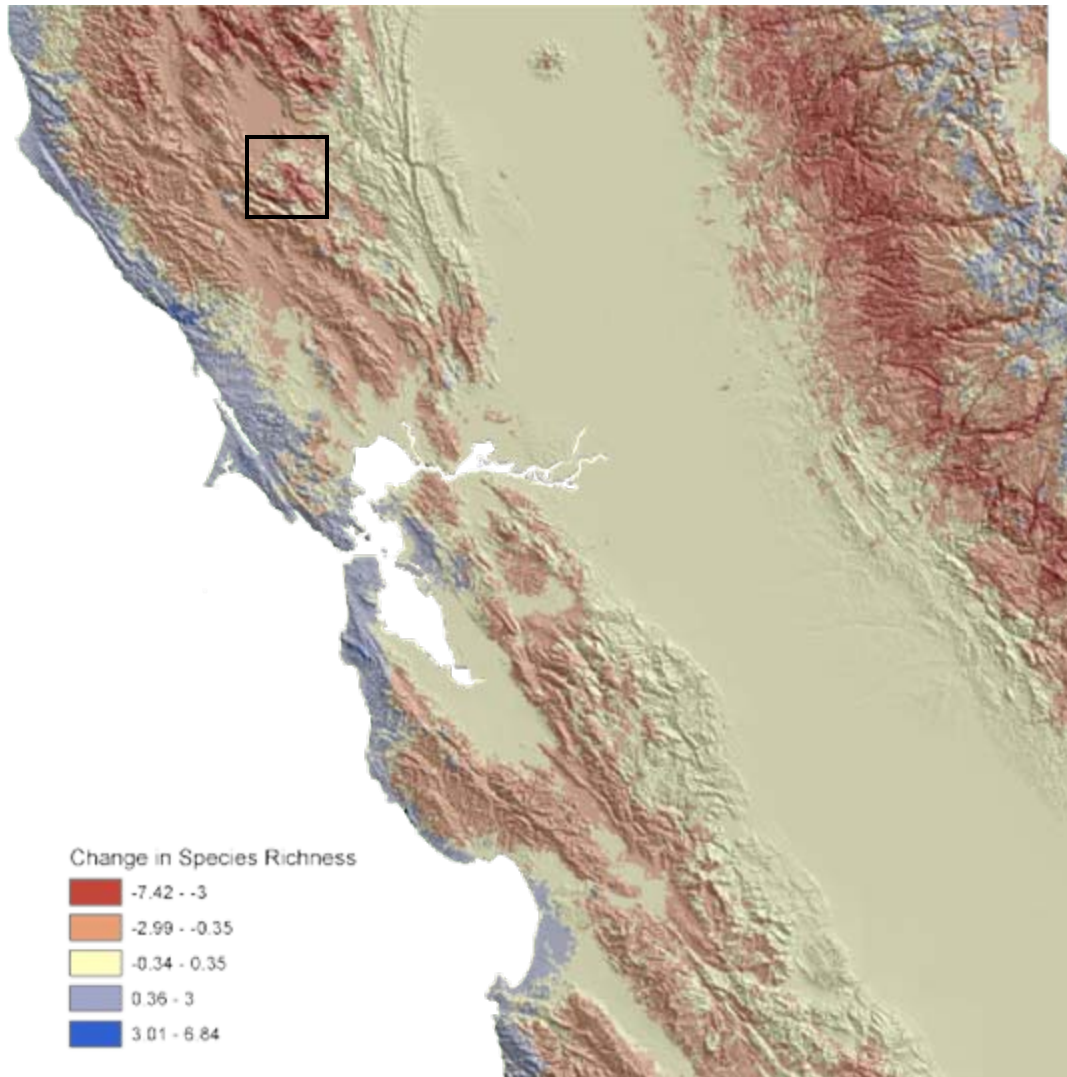 Change in Species Richness
-7.42 - -3
-2.99 - -0.35
-0.34 - 0.35
0.36 - 3
3.01 - 6.84